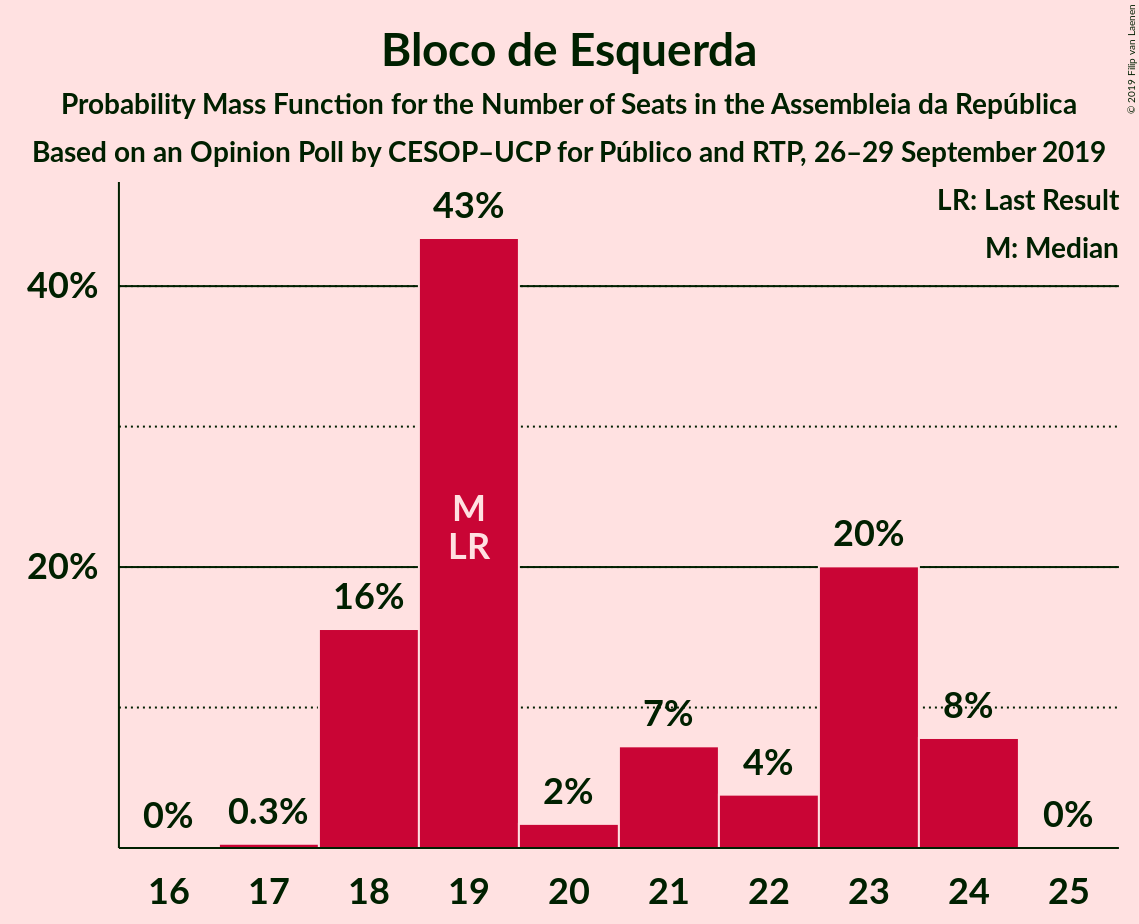 Bloco de Esquerda
Probability Mass Function for the Number of Seats in the Assembleia da República
Based on an Opinion Poll by CESOP–UCP for Público and RTP, 26–29 September 2019
© 2019 Filip van Laenen
LR: Last Result
M: Median
43%
40%
M
LR
20%
20%
16%
7%
8%
4%
2%
0%
0.3%
0%
16 17 18 19 20 21 22 23 24 25